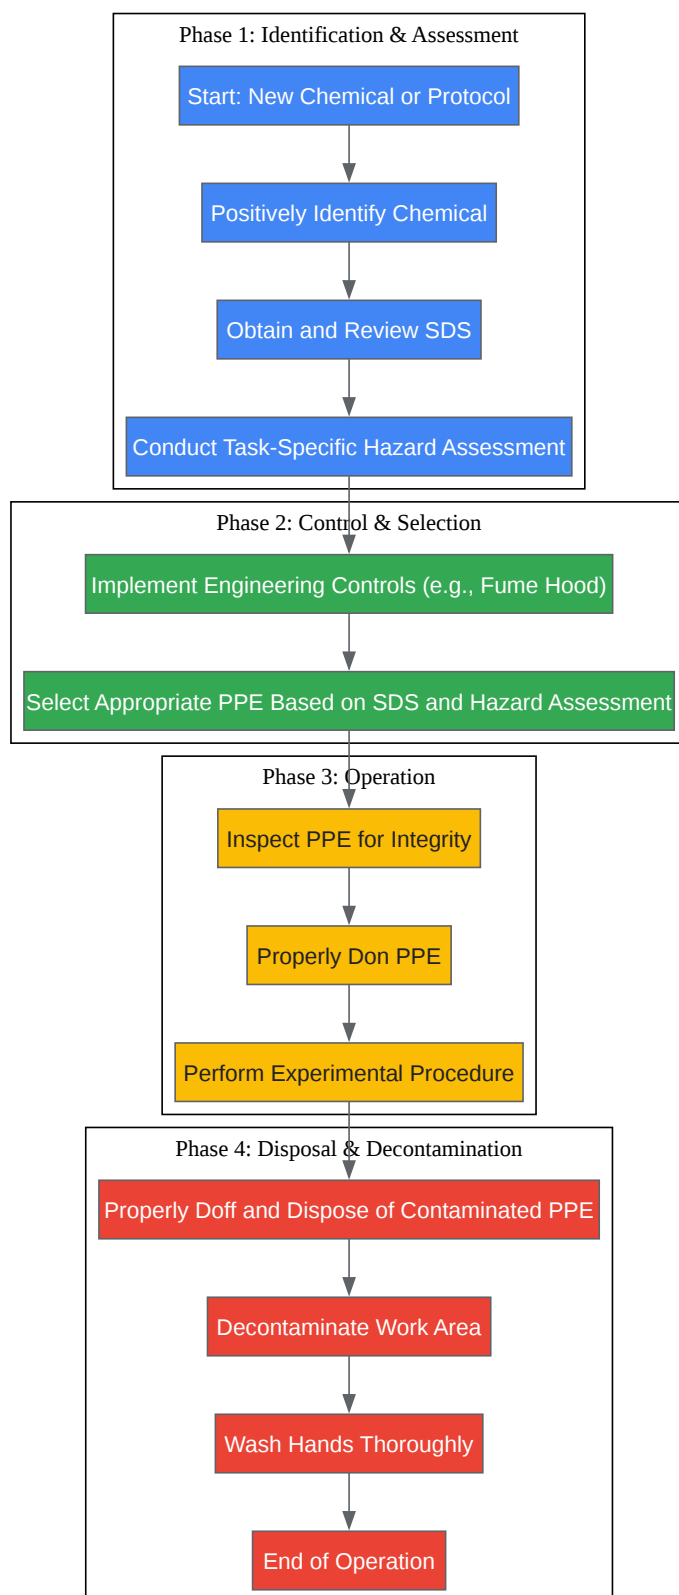 Phase 1: Identification & Assessment
Start: New Chemical or Protocol
Positively Identify Chemical
Obtain and Review SDS
Conduct Task-Specific Hazard Assessment
Phase 2: Control & Selection
Implement Engineering Controls (e.g., Fume Hood)
Select Appropriate PPE Based on SDS and Hazard Assessment
Phase 3: Operation
Inspect PPE for Integrity
Properly Don PPE
Perform Experimental Procedure
Phase 4: Disposal & Decontamination
Properly Doff and Dispose of Contaminated PPE
Decontaminate Work Area
Wash Hands Thoroughly
End of Operation